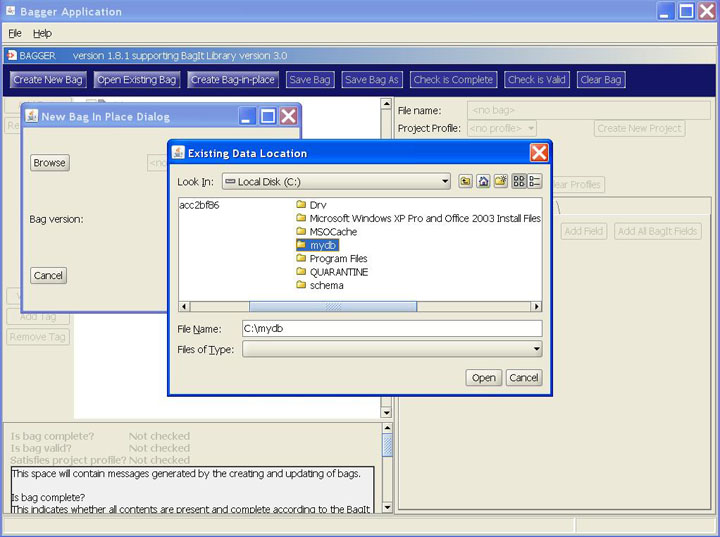 Bagger Application
File Help
BAGGER version 1.8.1 supporting BagIt Library version 3.0
Create New Bag Open Existing Bag Create Bag-in-place Save Bag Save Bag As Check is Complete Check is Valid Clear Bag
File name: <no bag>
Project Profile: <no profile> Create New Project
New Bag In Place Dialog
Browse
Bag version:
Cancel
Existing Data Location
Look In: Local Disk (C:)
acc2bf86
Drv
Microsoft Windows XP Pro and Office 2003 Install Files
MSOCache
mydb
Program Files
QUARANTINE
schema
File Name: C:\mydb
Files of Type:
Open Cancel
Clear Profiles
Add Field Add All BagIt Fields
Add Tag
Remove Tag
Is bag complete? Not checked
Is bag valid? Not checked
Satisfies project profile? Not checked
This space will contain messages generated by the creating and updating of bags.
Is bag complete?
This indicates whether all contents are present and complete according to the BagIt